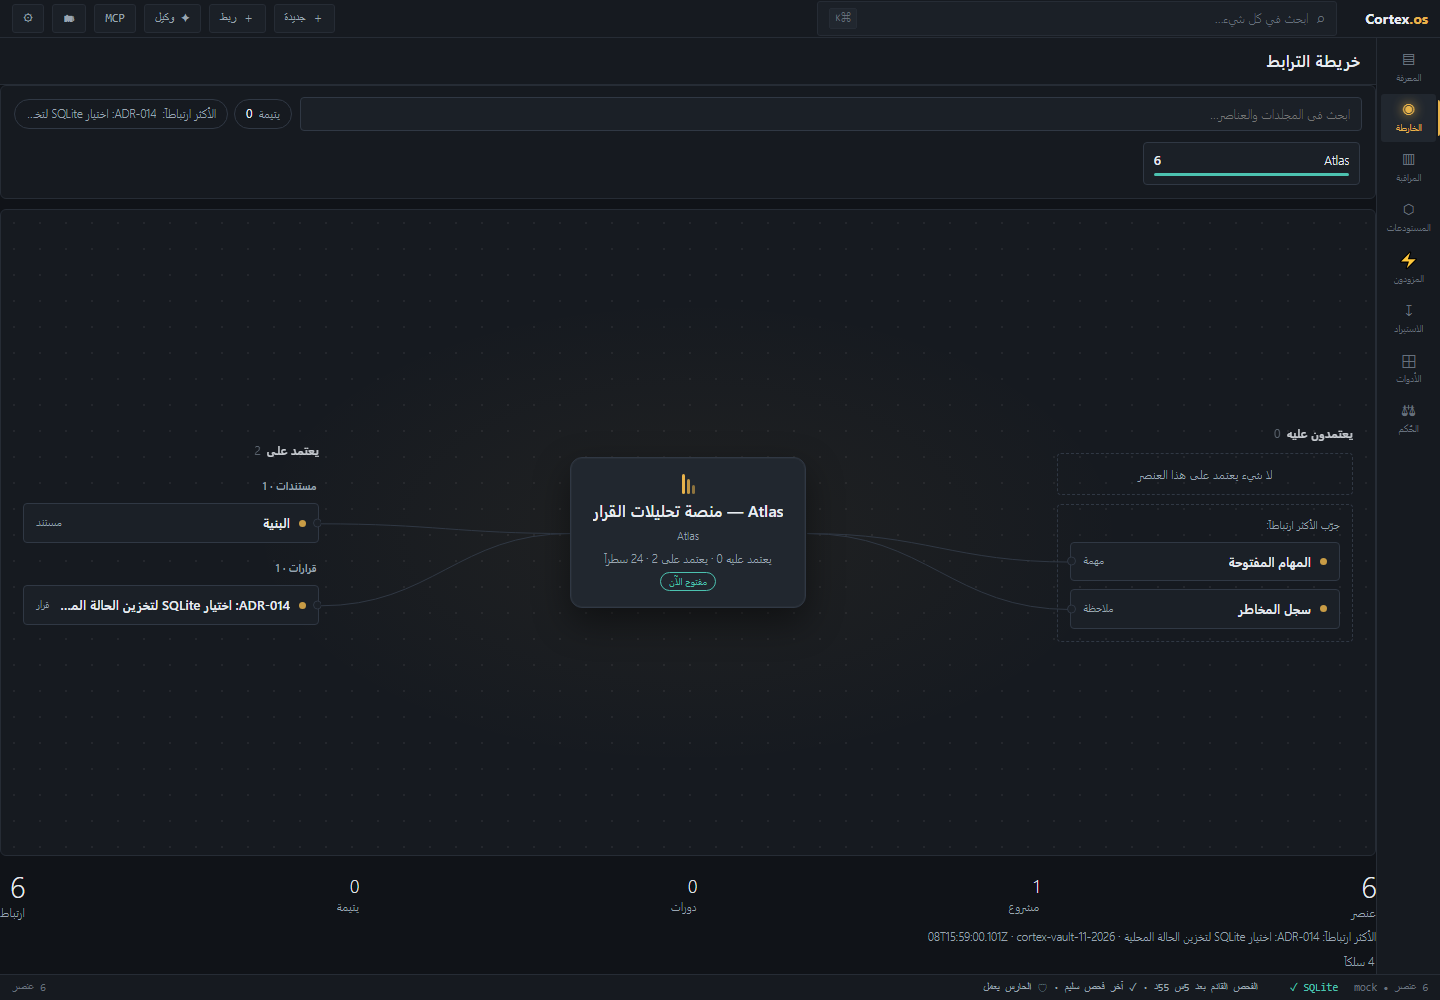 Cortex.os
ابحث في كل شيء...
⌘K
+ جديدة
+ ربط
✦ وكيل
MCP
المعرفة
الخارطة
المراقبة
المستودعات
المزودون
الاستيراد
الأدوات
الحُكم
خريطة الترابط
ابحث في المجلدات والعناصر...
يتيمة 0
الأكثر ارتباطاً: ADR-014: اختيار SQLite لتخـ...
Atlas 6
يعتمدون عليه 0
لا شيء يعتمد على هذا العنصر
جرّب الأكثر ارتباطاً:
المهام المفتوحة مهمة
سجل المخاطر ملاحظة
Atlas — منصة تحليلات القرار
Atlas
يعتمد عليه 0 · يعتمد على 2 · 24 سطراً
مفتوح الآن
يعتمد على 2
مستندات · 1
البنية مستند
قرارات · 1
ADR-014: اختيار SQLite لتخزين الحالة المـ... قرار
6 عنصر
1 مشروع
0 دورات
0 يتيمة
6 ارتباط
الأكثر ارتباطاً: ADR-014: اختيار SQLite لتخزين الحالة المحلية · cortex-vault-11-2026 · 08T15:59:00.101Z
4 سلكاً
6 عنصر • mock
SQLite ✓
الفحص القادم بعد 5س 55د · ✓ آخر فحص سليم · الحارس يعمل
6 عنصر